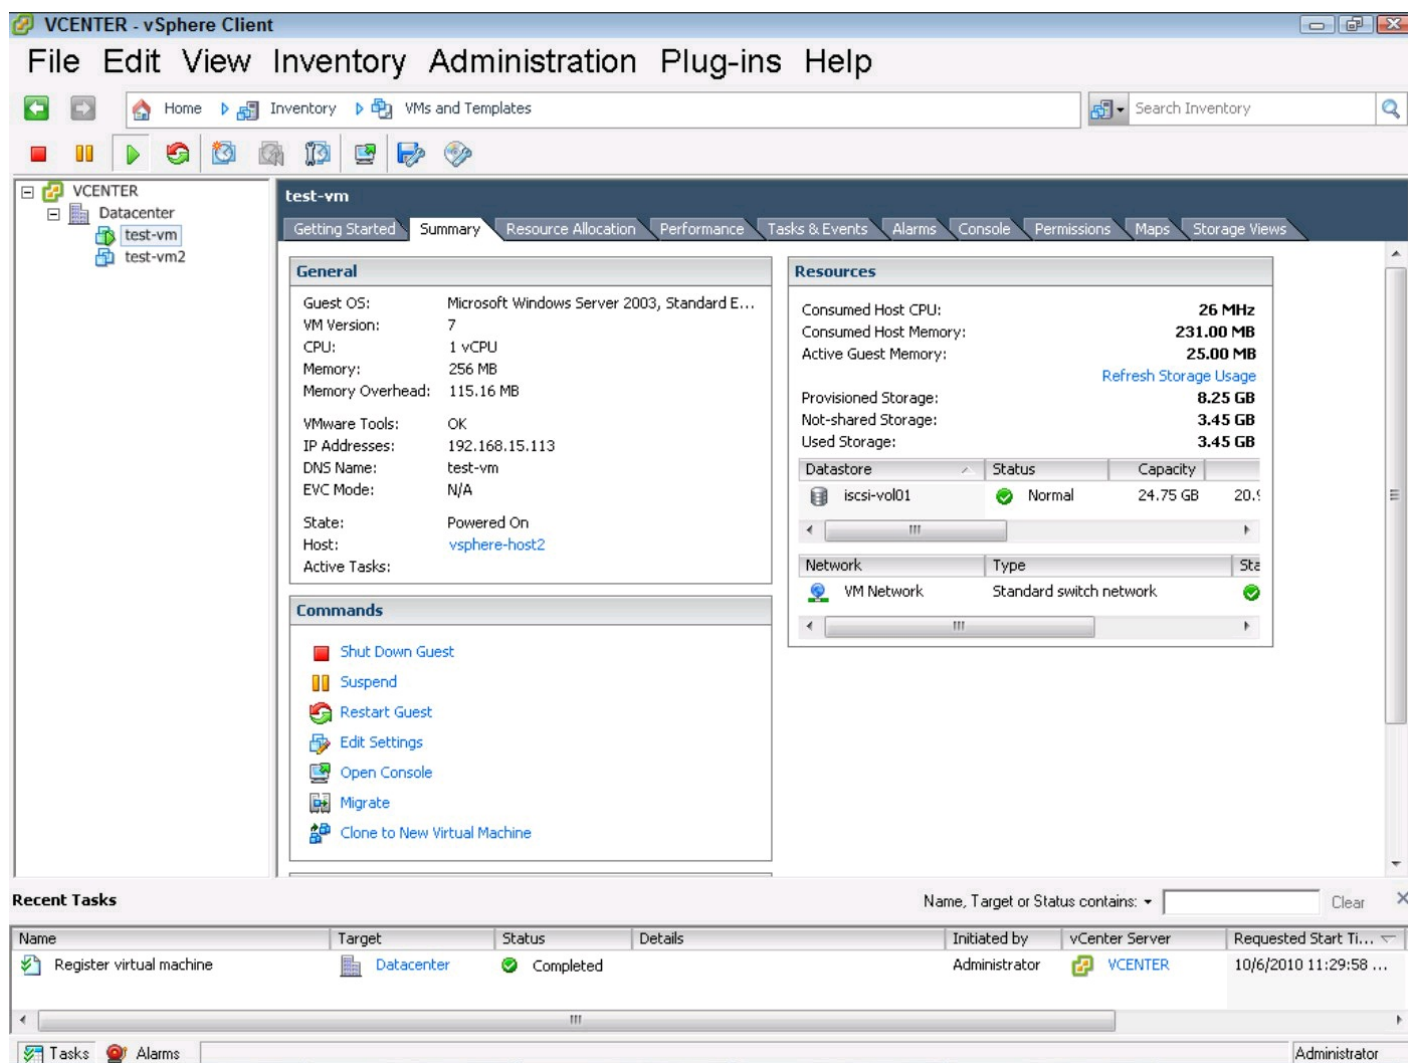 VCENTER - vSphere Client
File Edit View Inventory Administration Plug-ins Help
Home Inventory VMs and Templates Search Inventory
VCENTER
Datacenter
test-vm
test-vm2
test-vm
Getting Started Summary Resource Allocation Performance Tasks & Events Alarms Console Permissions Maps Storage Views
General
Guest OS: Microsoft Windows Server 2003, Standard E...
VM Version: 7
CPU: 1 vCPU
Memory: 256 MB
Memory Overhead: 115.16 MB
VMware Tools: OK
IP Addresses: 192.168.15.113
DNS Name: test-vm
EVC Mode: N/A
State: Powered On
Host: vsphere-host2
Active Tasks:
Commands
Shut Down Guest
Suspend
Restart Guest
Edit Settings
Open Console
Migrate
Clone to New Virtual Machine
Resources
Consumed Host CPU: 26 MHz
Consumed Host Memory: 231.00 MB
Active Guest Memory: 25.00 MB
Refresh Storage Usage
Provisioned Storage: 8.25 GB
Not-shared Storage: 3.45 GB
Used Storage: 3.45 GB
Datastore Status Capacity
iscsi-vol01 Normal 24.75 GB 20.9
Network Type Sta
VM Network Standard switch network
Recent Tasks Name, Target or Status contains: Clear
Name Target Status Details Initiated by vCenter Server Requested Start Ti...
Register virtual machine Datacenter Completed Administrator VCENTER 10/6/2010 11:29:58 ...
Tasks Alarms Administrator